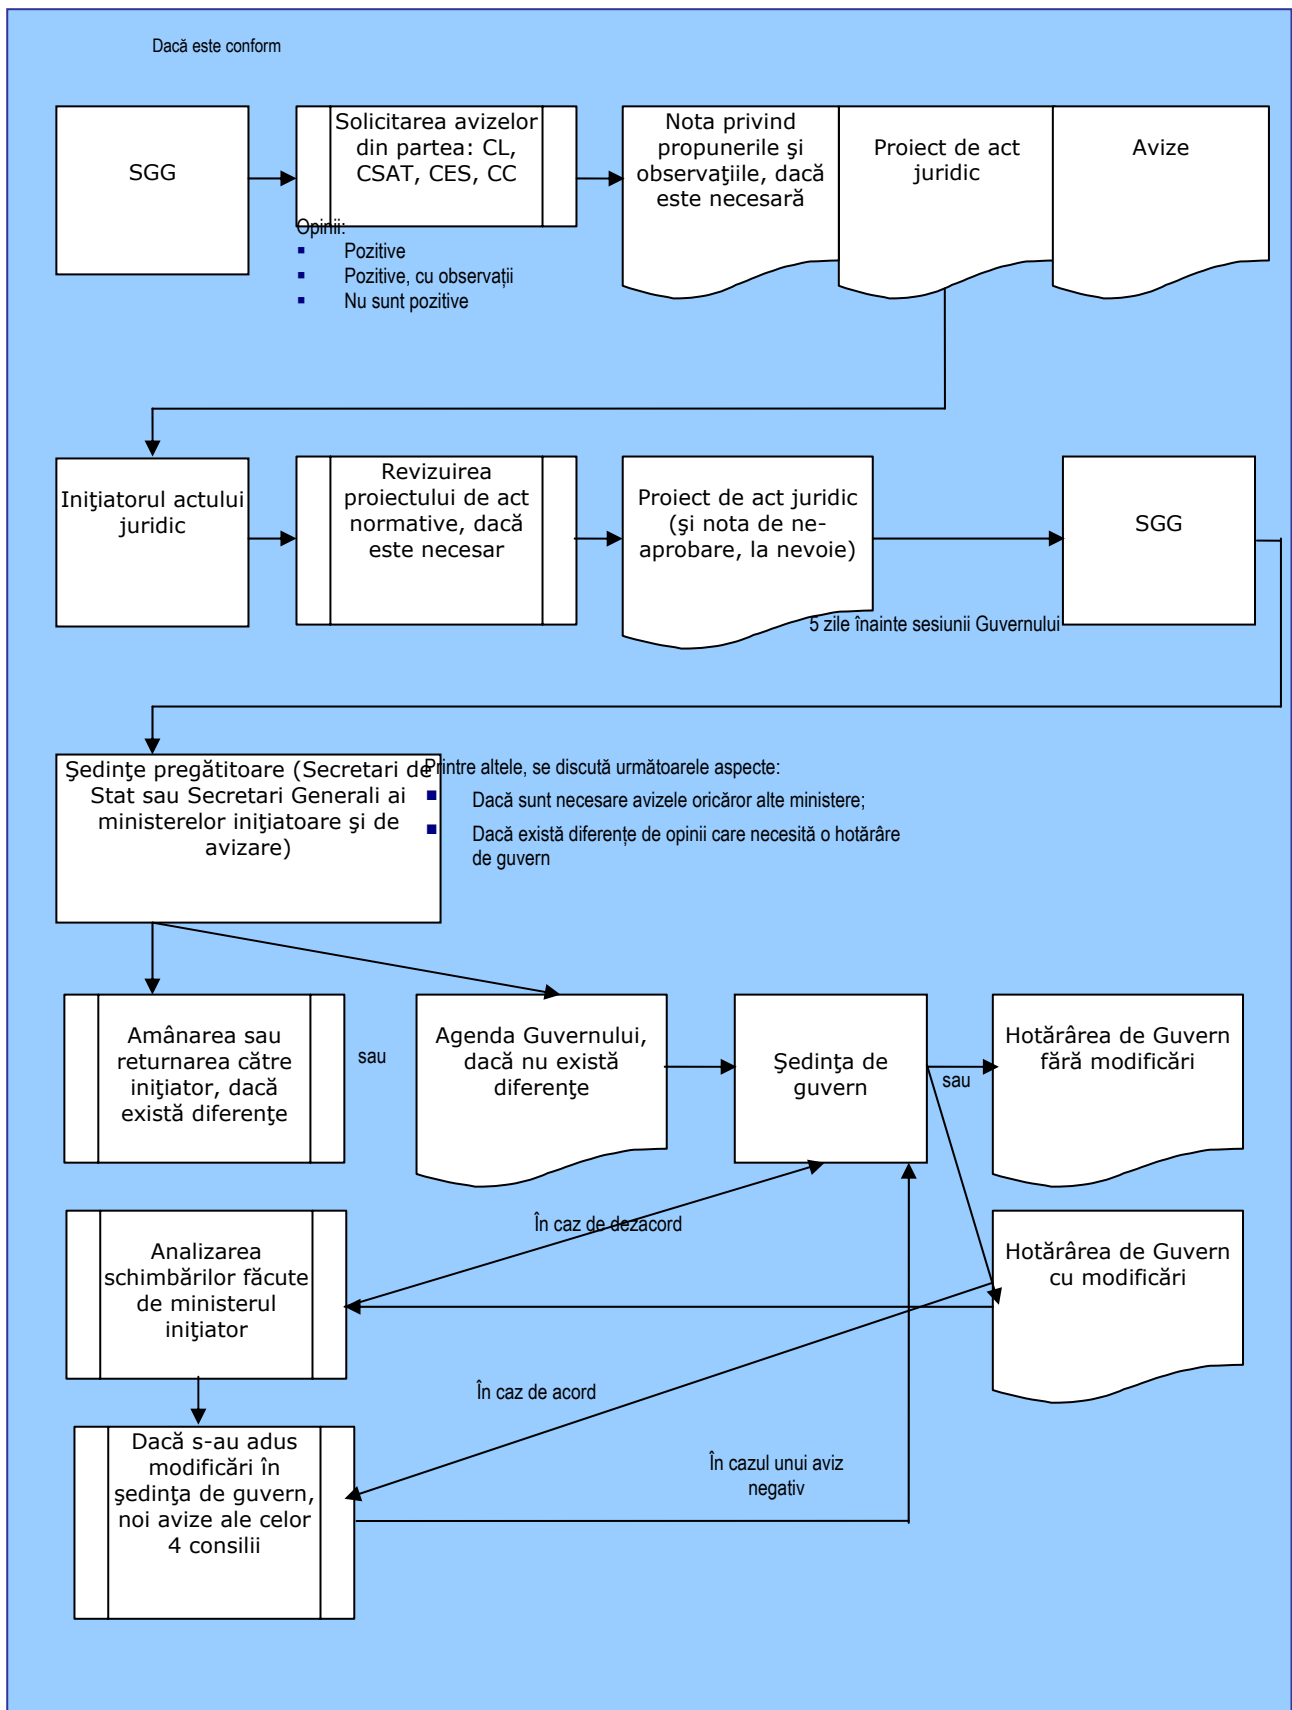 Dacă este conform
SGG
Solicitarea avizelor
din partea: CL,
CSAT, CES, CC
Nota privind
propunerile şi
observaţiile, dacă
este necesară
Proiect de act
juridic
Avize
Opinii:
▪ Pozitive
▪ Pozitive, cu observații
▪ Nu sunt pozitive
Iniţiatorul actului
juridic
Revizuirea
proiectului de act
normative, dacă
este necesar
Proiect de act juridic
(şi nota de ne-
aprobare, la nevoie)
SGG
5 zile înainte sesiunii Guvernului
Şedinţe pregătitoare (Secretari de
Stat sau Secretari Generali ai
ministerelor iniţiatoare şi de
avizare)
Printre altele, se discută următoarele aspecte:
▪ Dacă sunt necesare avizele oricăror alte ministere;
▪ Dacă există diferențe de opinii care necesită o hotărâre
de guvern
Amânarea sau
returnarea către
iniţiator, dacă
există diferenţe
sau
Agenda Guvernului,
dacă nu există
diferenţe
Şedinţa de
guvern
sau
Hotărârea de Guvern
fără modificări
În caz de dezacord
Analizarea
schimbărilor făcute
de ministerul
iniţiator
Hotărârea de Guvern
cu modificări
În caz de acord
Dacă s-au adus
modificări în
şedinţa de guvern,
noi avize ale celor
4 consilii
În cazul unui aviz
negativ